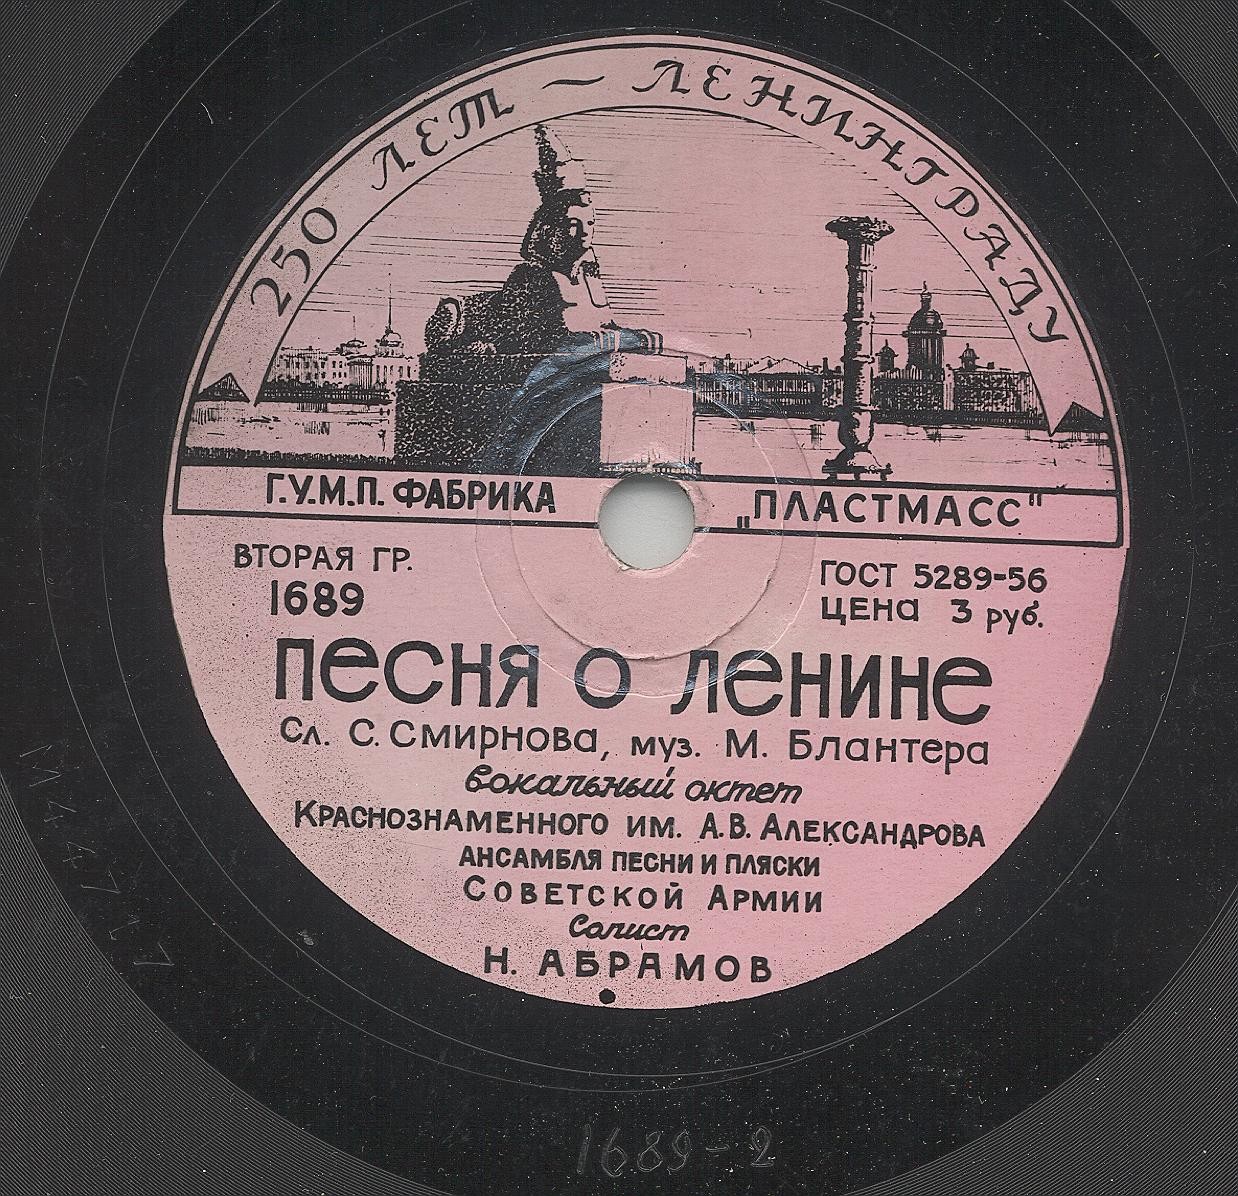 250 ЛЕТ — ЛЕНИНГРАДУ
Г.У.М.П. ФАБРИКА „ПЛАСТМАСС"
ВТОРАЯ ГР.
1689
ГОСТ 5289-56
ЦЕНА 3 руб.
ПЕСНЯ О ЛЕНИНЕ
Сл. С. Смирнова, муз. М. Блантера
вокальный октет
КРАСНОЗНАМЕННОГО ИМ. А.В. АЛЕКСАНДРОВА
АНСАМБЛЯ ПЕСНИ И ПЛЯСКИ
СОВЕТСКОЙ АРМИИ
Солист
Н. АБРАМОВ
1689-2